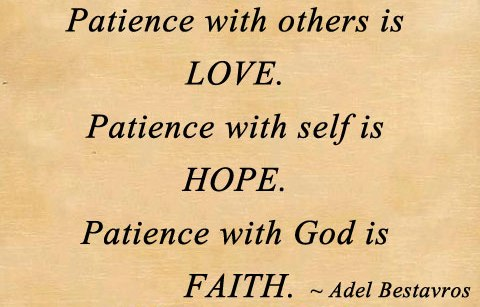 Patience with others is
LOVE.
Patience with self is
HOPE.
Patience with God is
FAITH. ~ Adel Bestavros